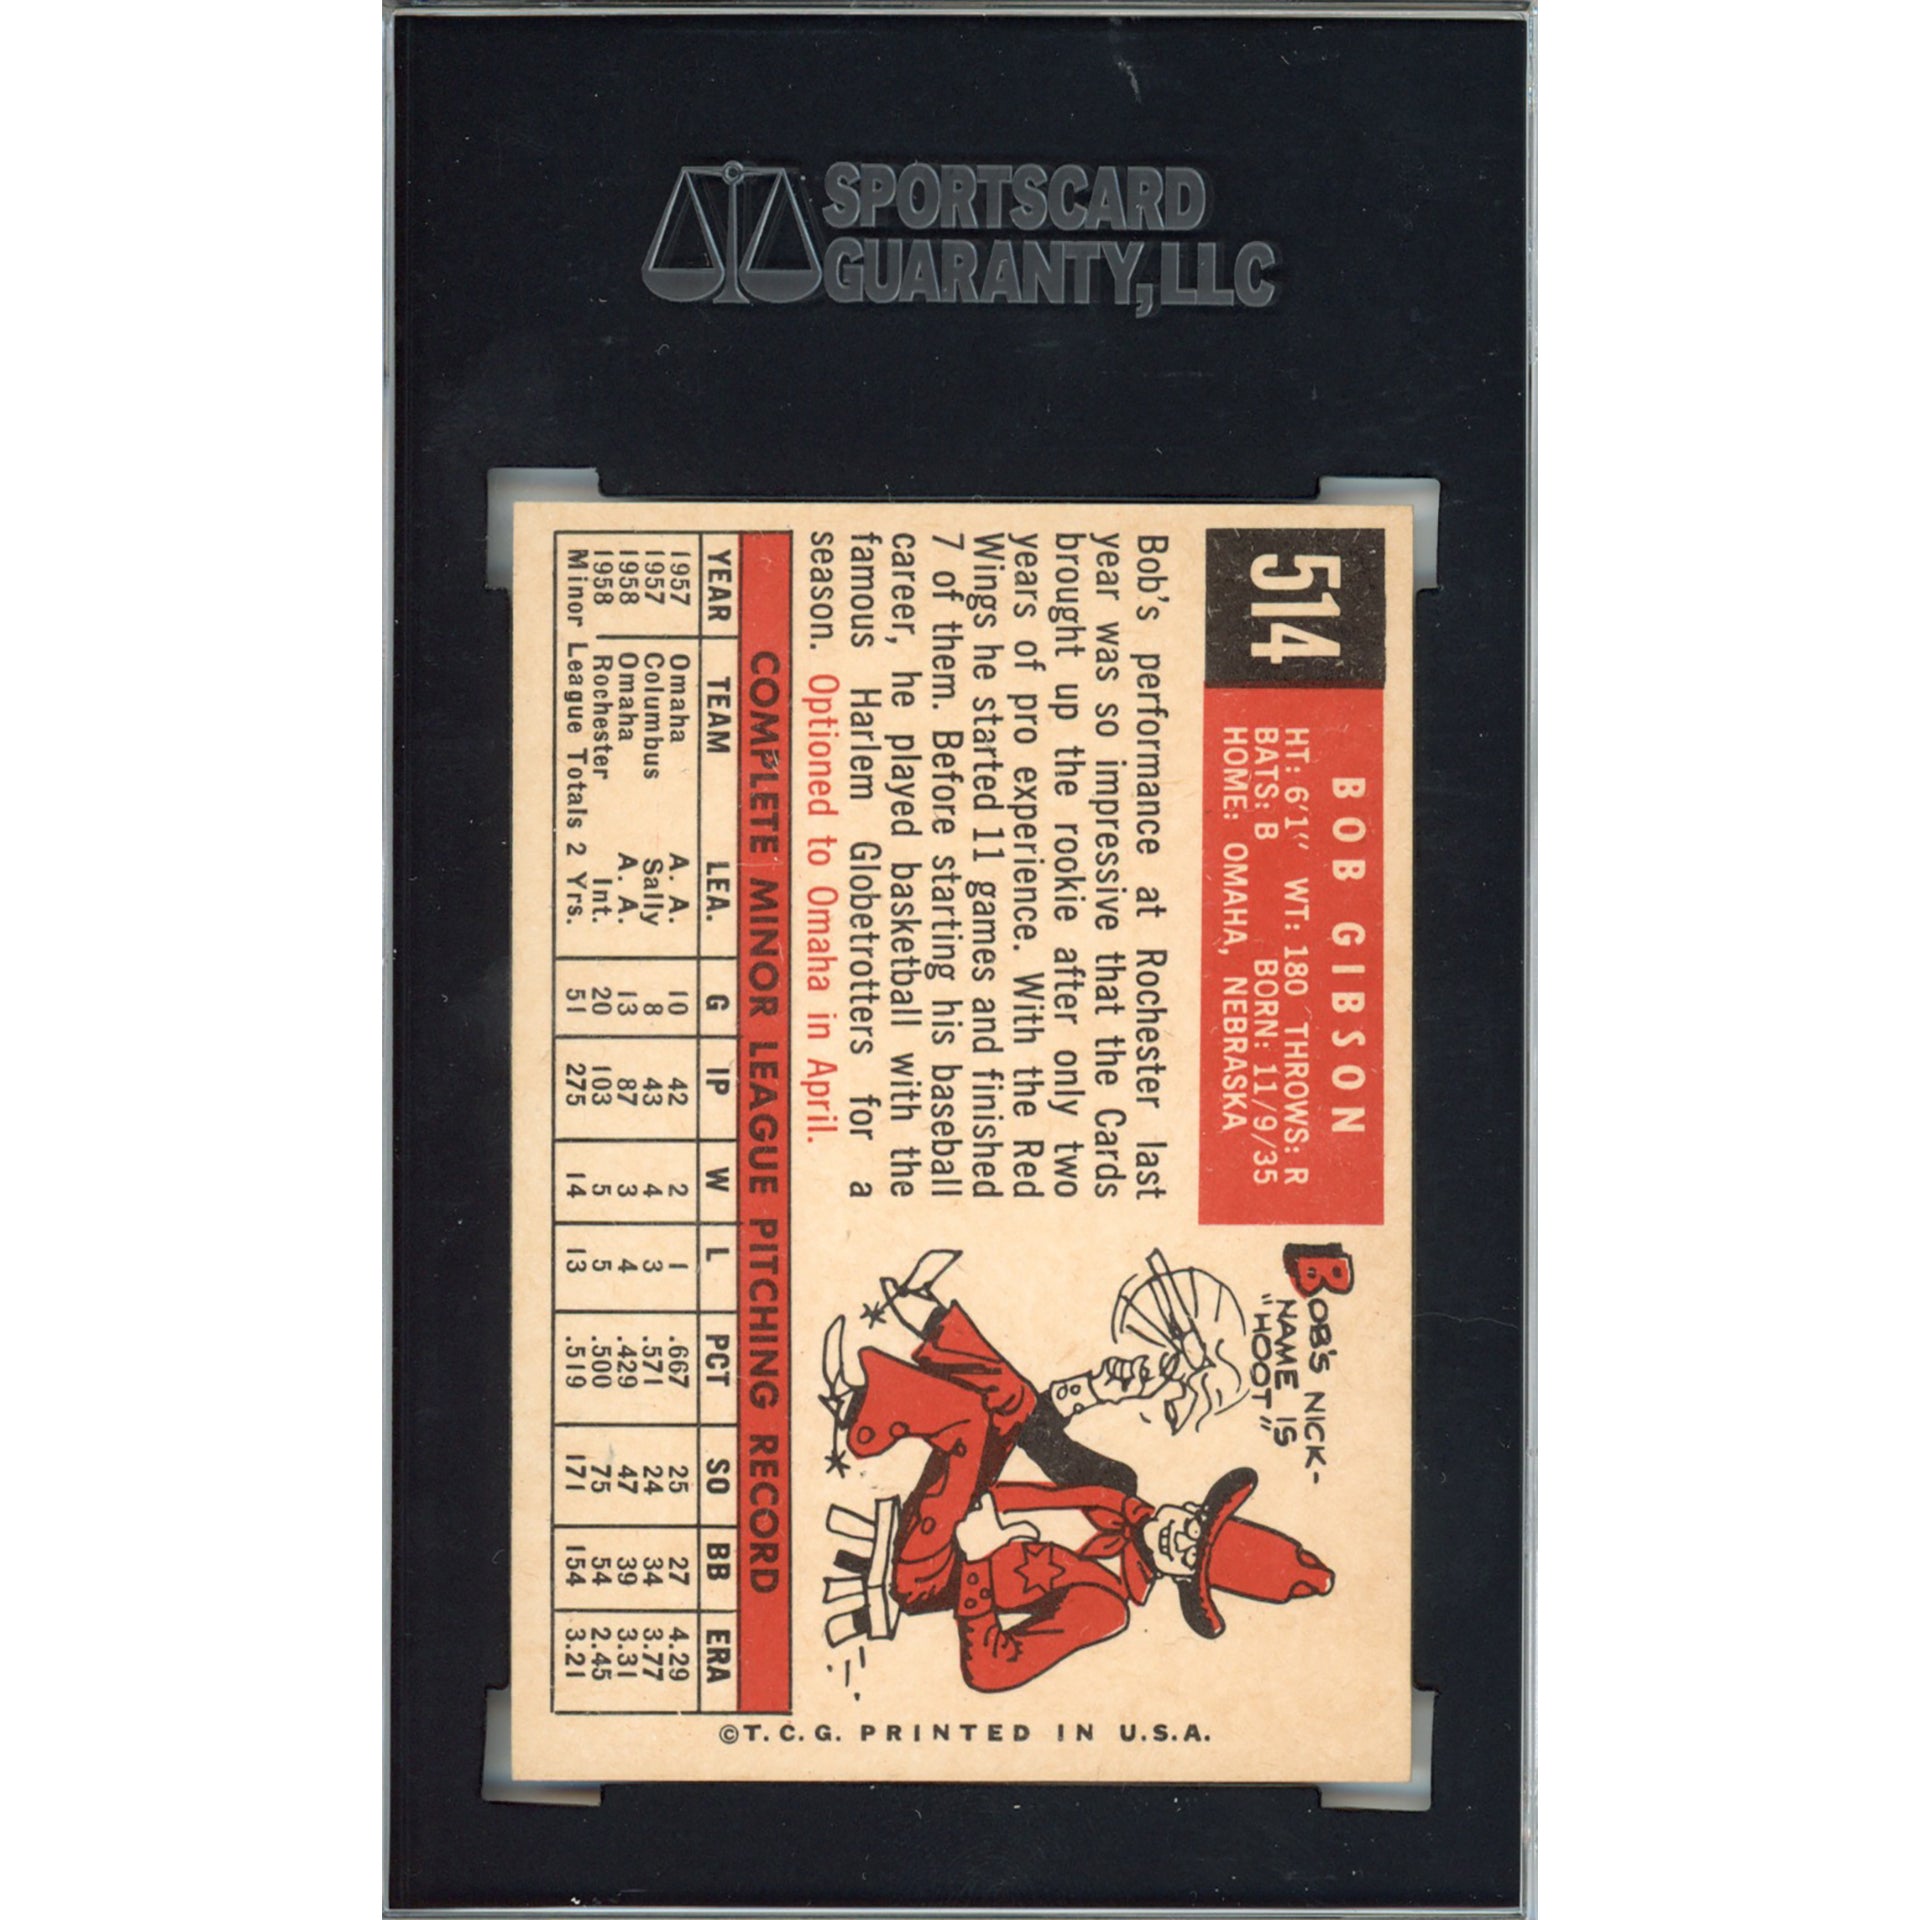 SPORTSCARD
GUARANTY, LLC
514
BOB GIBSON
HT: 6'1" WT: 180 THROWS: R
BATS: B BORN: 11/9/35
HOME: OMAHA, NEBRASKA
Bob's performance at Rochester last
year was so impressive that the Cards
brought up the rookie after only two
years of pro experience. With the Red
Wings he started 11 games and finished
7 of them. Before starting his baseball
career, he played basketball with the
famous Harlem Globetrotters for a
season. Optioned to Omaha in April.
BOB'S NICK-
NAME IS
"HOOT"
COMPLETE MINOR LEAGUE PITCHING RECORD
YEAR TEAM LEA. G IP W L PCT SO BB ERA
1957 Omaha A. A. 10 42 2 1 .667 25 27 4.29
1957 Columbus Sally 8 43 4 3 .571 24 34 3.77
1958 Omaha A. A. 13 87 3 4 .429 47 39 3.31
1958 Rochester Int. 20 103 5 5 .500 75 54 2.45
Minor League Totals 2 Yrs. 51 275 14 13 .519 171 154 3.21
©T. C. G. PRINTED IN U.S.A.